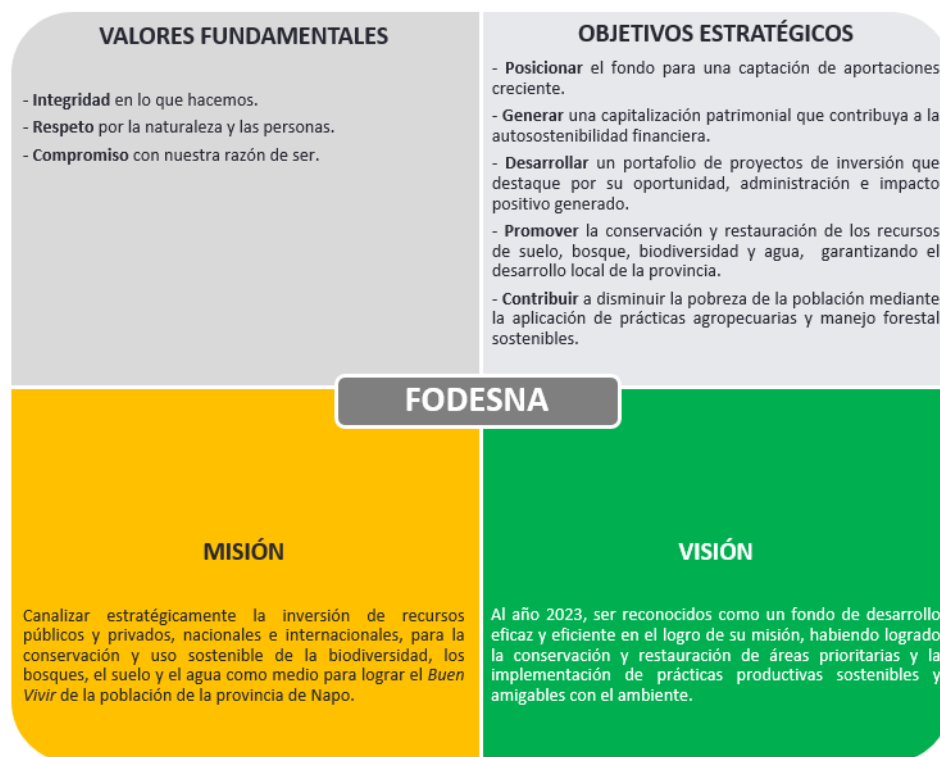 VALORES FUNDAMENTALES
- Integridad en lo que hacemos.
- Respeto por la naturaleza y las personas.
- Compromiso con nuestra razón de ser.
OBJETIVOS ESTRATÉGICOS
- Posicionar el fondo para una captación de aportaciones
creciente.
- Generar una capitalización patrimonial que contribuya a la
autosostenibilidad financiera.
- Desarrollar un portafolio de proyectos de inversión que
destaque por su oportunidad, administración e impacto
positivo generado.
- Promover la conservación y restauración de los recursos
de suelo, bosque, biodiversidad y agua, garantizando el
desarrollo local de la provincia.
- Contribuir a disminuir la pobreza de la población mediante
la aplicación de prácticas agropecuarias y manejo forestal
sostenibles.
FODESNA
MISIÓN
Canalizar estratégicamente la inversión de recursos
públicos y privados, nacionales e internacionales, para la
conservación y uso sostenible de la biodiversidad, los
bosques, el suelo y el agua como medio para lograr el Buen
Vivir de la población de la provincia de Napo.
VISIÓN
Al año 2023, ser reconocidos como un fondo de desarrollo
eficaz y eficiente en el logro de su misión, habiendo logrado
la conservación y restauración de áreas prioritarias y la
implementación de prácticas productivas sostenibles y
amigables con el ambiente.